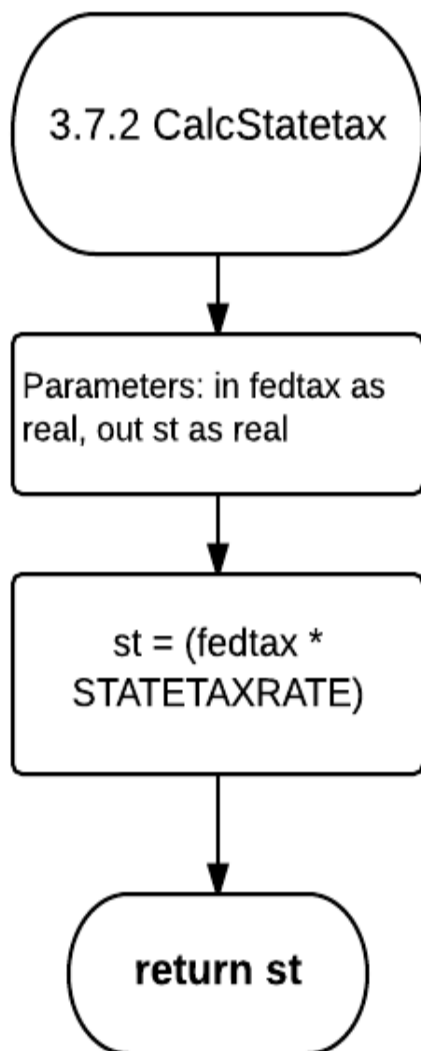 3.7.2 CalcStatetax
Parameters: in fedtax as
real, out st as real
st = (fedtax *
STATETAXRATE)
return st